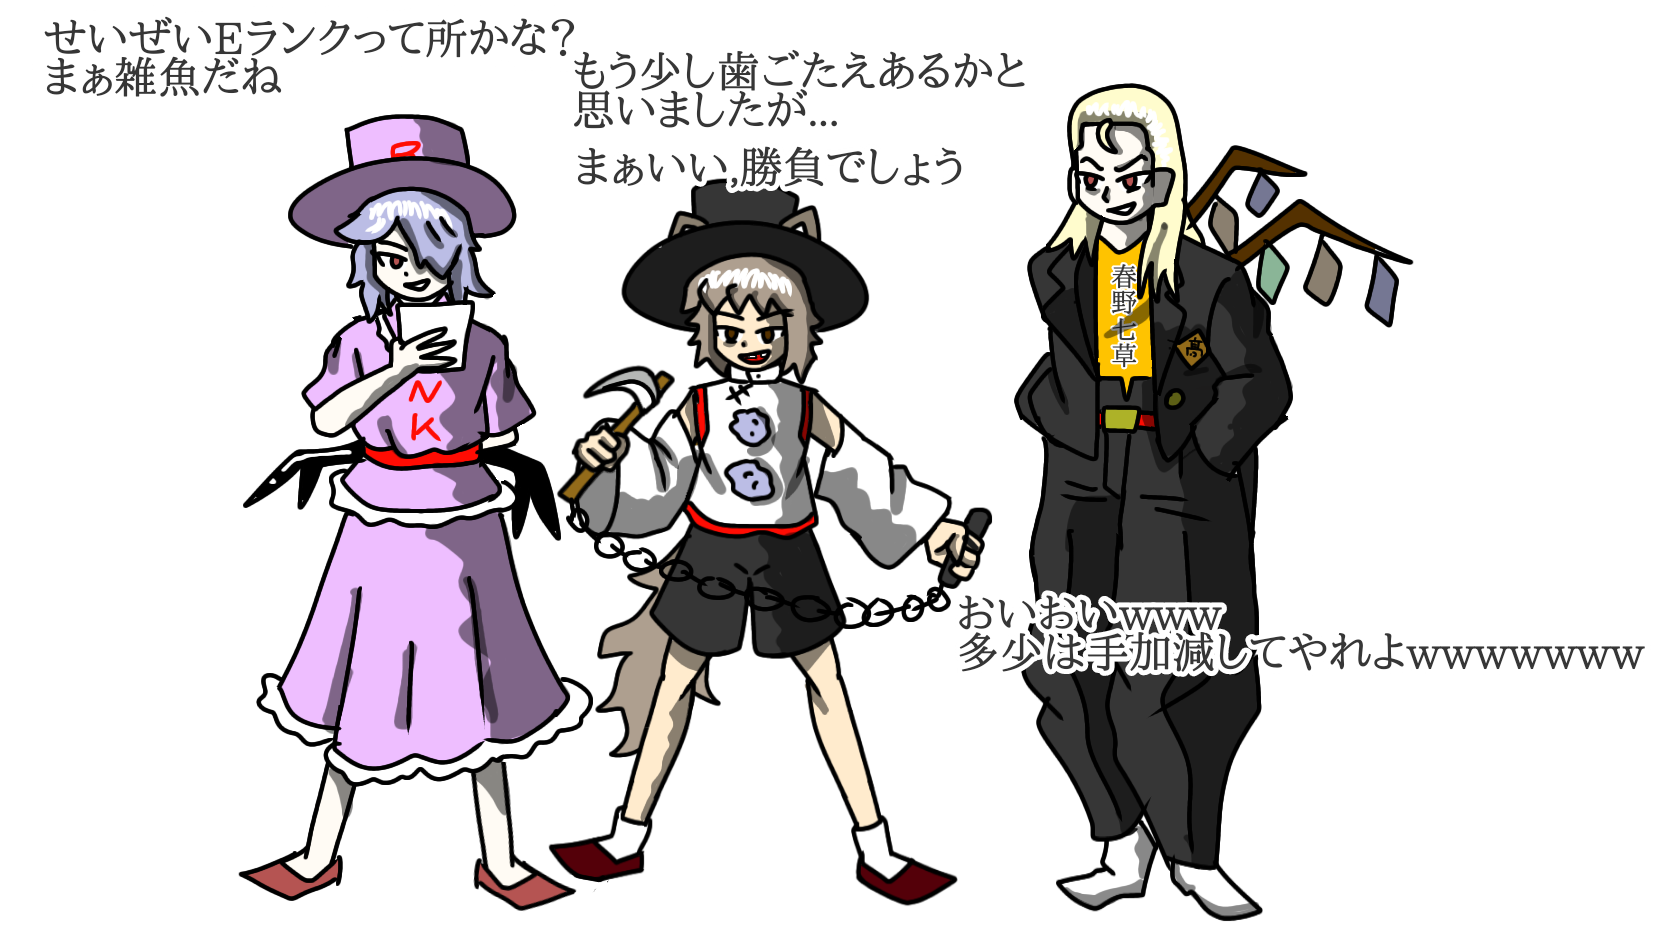 せいぜいEランクって所かな？
まぁ雑魚だね
もう少し歯ごたえあるかと
思いましたが...
まぁいい,勝負でしょう
春野七草
高
N
K
おいおいwww
多少は手加減してやれよwwwwwwww